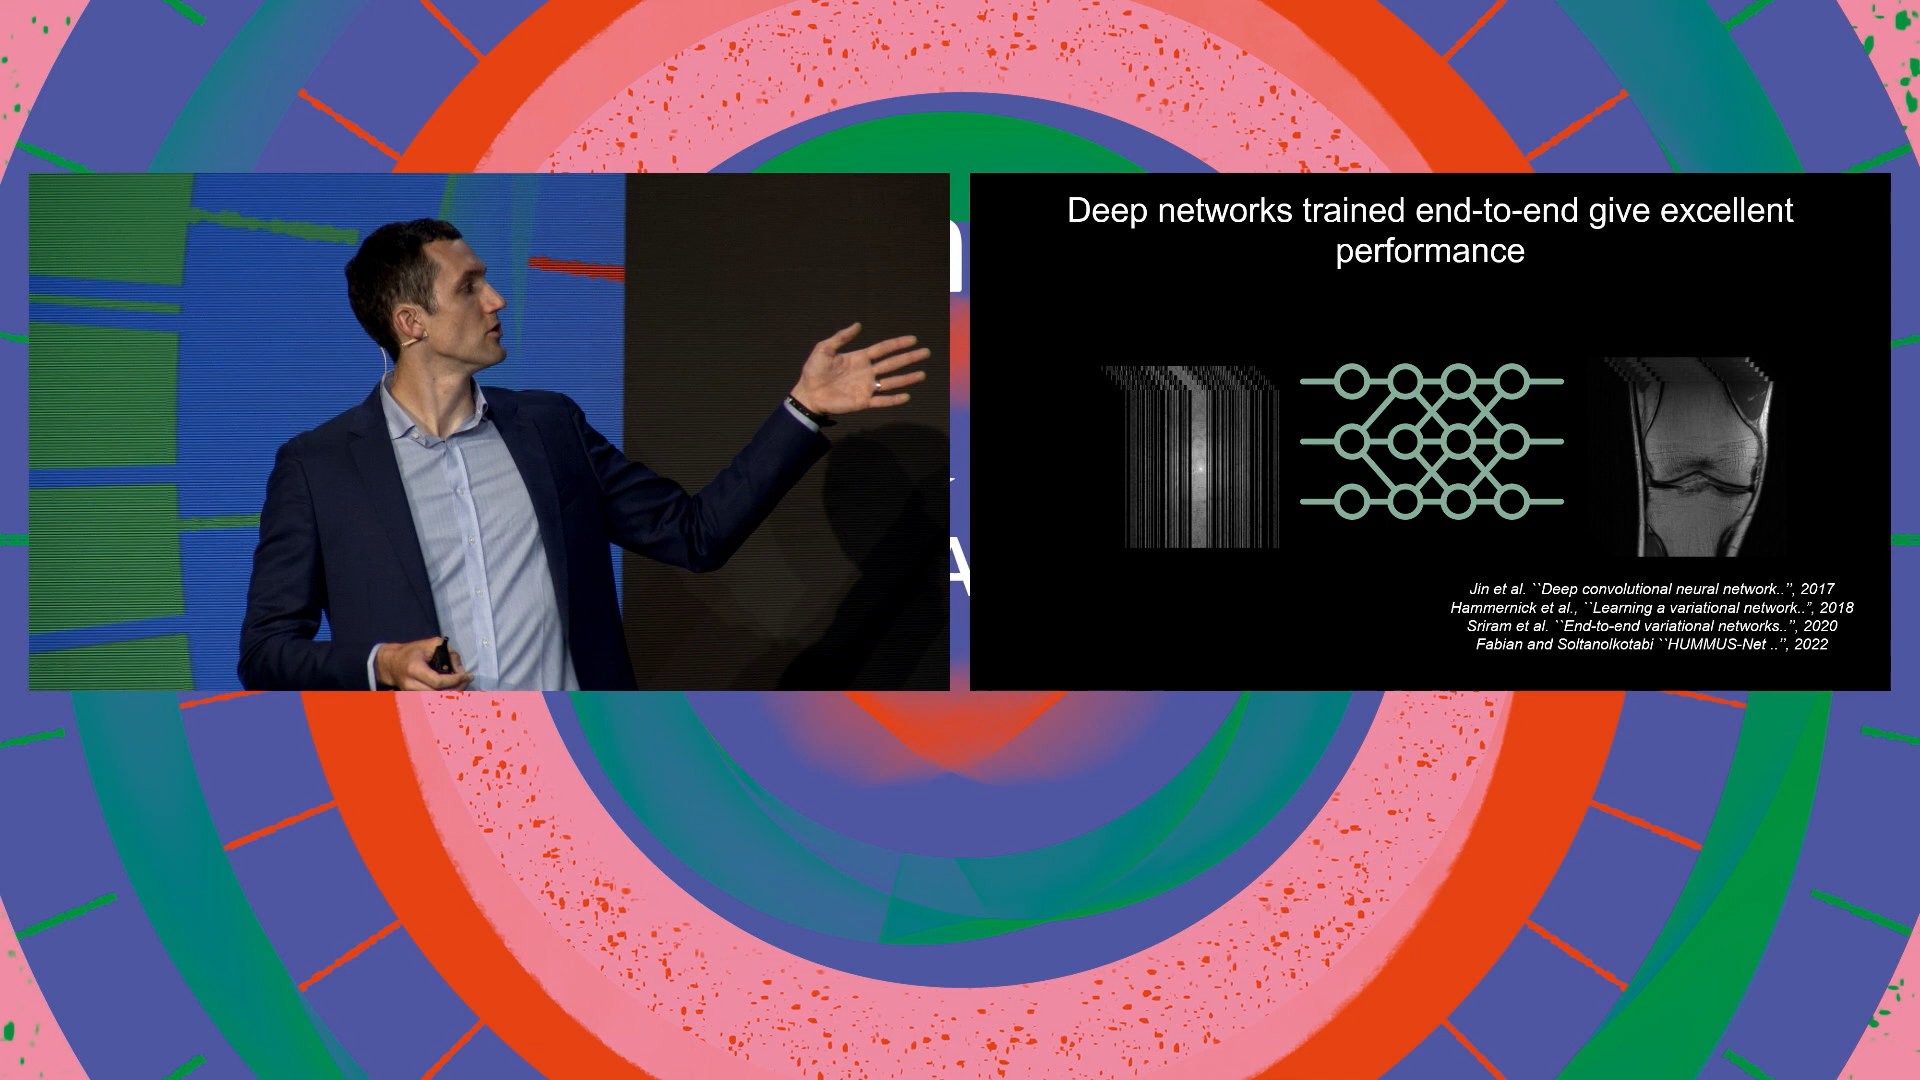 Deep networks trained end-to-end give excellent
performance
Jin et al. ``Deep convolutional neural network..'', 2017
Hammernick et al., ``Learning a variational network..'', 2018
Sriram et al. ``End-to-end variational networks..'', 2020
Fabian and Soltanolkotabi ``HUMMUS-Net ..'', 2022